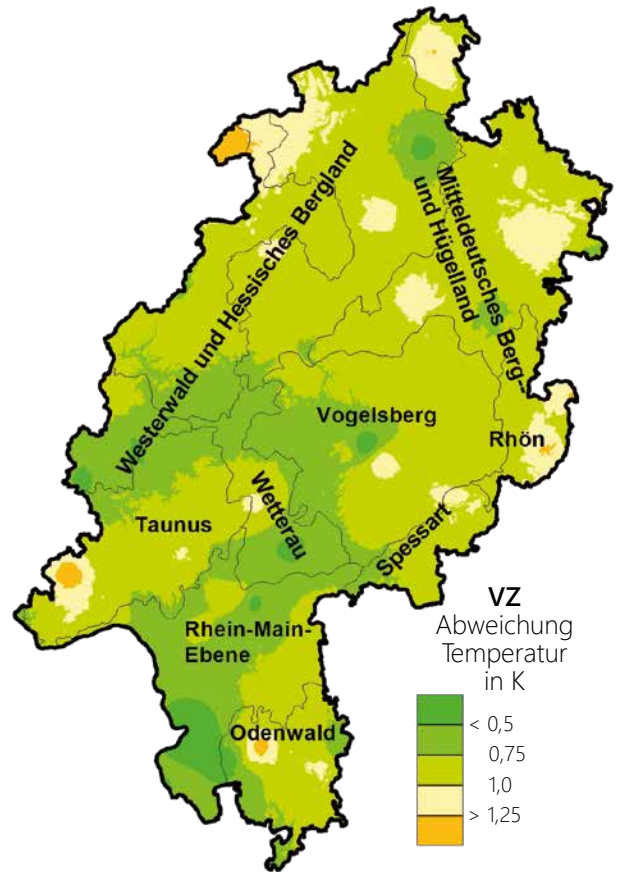 Westerwald und Hessisches Bergland
Mitteldeutsches Berg-
und Hügelland
Vogelsberg
Rhön
Wetterau
Taunus
Spessart
Rhein-Main-
Ebene
Odenwald
VZ
Abweichung
Temperatur
in K
< 0,5
0,75
1,0
> 1,25